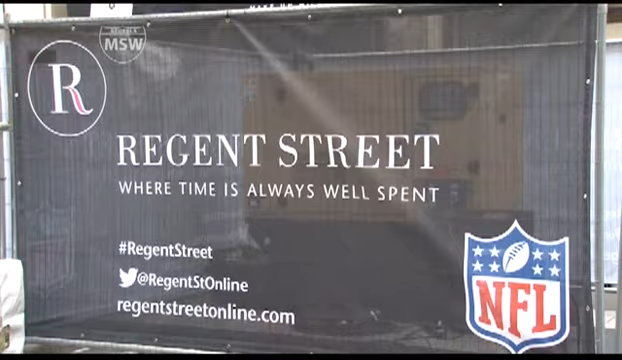 MSW
R
REGENT STREET
WHERE TIME IS ALWAYS WELL SPENT
#RegentStreet
@RegentStOnline
regentstreetonline.com
NFL